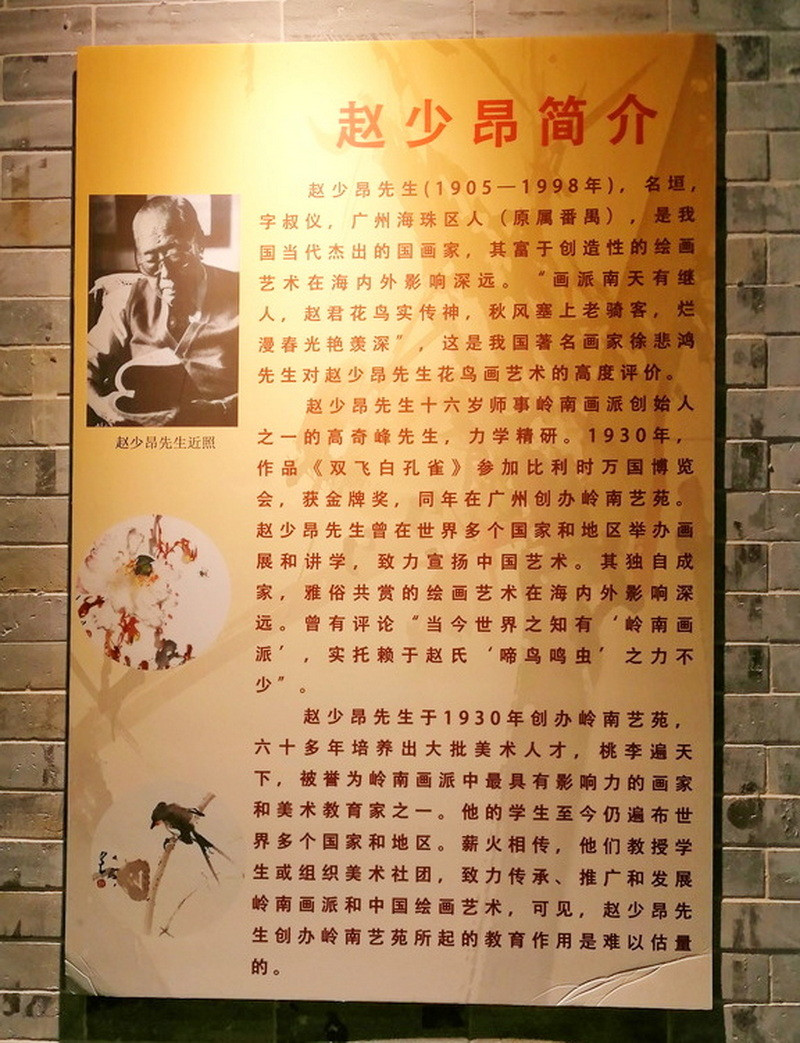 赵少昂简介
赵少昂先生(1905—1998年)，名垣，
字叔仪，广州海珠区人（原属番禺），是我
国当代杰出的国画家，其富于创造性的绘画
艺术在海内外影响深远。“画派南天有继
人，赵君花鸟实传神，秋风塞上老骑客，烂
漫春光艳羡深”，这是我国著名画家徐悲鸿
先生对赵少昂先生花鸟画艺术的高度评价。
赵少昂先生十六岁师事岭南画派创始人
之一的高奇峰先生，力学精研。1930年，
作品《双飞白孔雀》参加比利时万国博览
会，获金牌奖，同年在广州创办岭南艺苑。
赵少昂先生曾在世界多个国家和地区举办画
展和讲学，致力宣扬中国艺术。其独自成
家，雅俗共赏的绘画艺术在海内外影响深
远。曾有评论“当今世界之知有‘岭南画
派’，实托赖于赵氏‘啼鸟鸣虫’之力不
少”。
赵少昂先生于1930年创办岭南艺苑，
六十多年培养出大批美术人才，桃李遍天
下，被誉为岭南画派中最具有影响力的画家
和美术教育家之一。他的学生至今仍遍布世
界多个国家和地区。薪火相传，他们教授学
生或组织美术社团，致力传承、推广和发展
岭南画派和中国绘画艺术，可见，赵少昂先
生创办岭南艺苑所起的教育作用是难以估量
的。
赵少昂先生近照